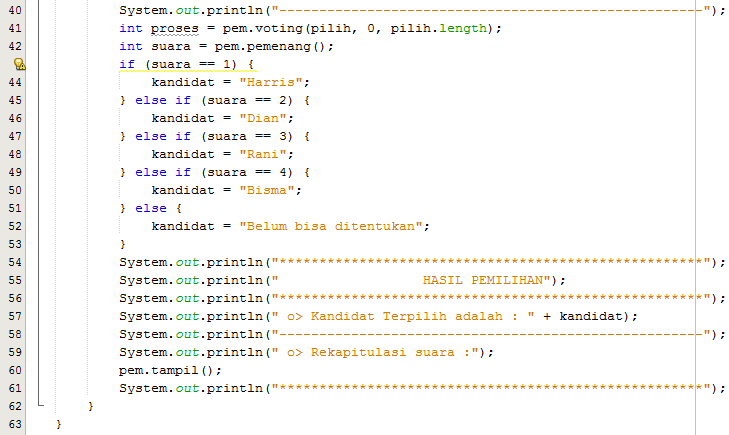 40 System.out.println("-----------------------------------------------------");
41 int proses = pem.voting(pilih, 0, pilih.length);
42 int suara = pem.pemenang();
if (suara == 1) {
44 kandidat = "Harris";
45 } else if (suara == 2) {
46 kandidat = "Dian";
47 } else if (suara == 3) {
48 kandidat = "Rani";
49 } else if (suara == 4) {
50 kandidat = "Bisma";
51 } else {
52 kandidat = "Belum bisa ditentukan";
53 }
54 System.out.println("*****************************************************");
55 System.out.println("                  HASIL PEMILIHAN");
56 System.out.println("*****************************************************");
57 System.out.println(" o> Kandidat Terpilih adalah : " + kandidat);
58 System.out.println("-----------------------------------------------------");
59 System.out.println(" o> Rekapitulasi suara :");
60 pem.tampil();
61 System.out.println("*****************************************************");
62 }
63 }